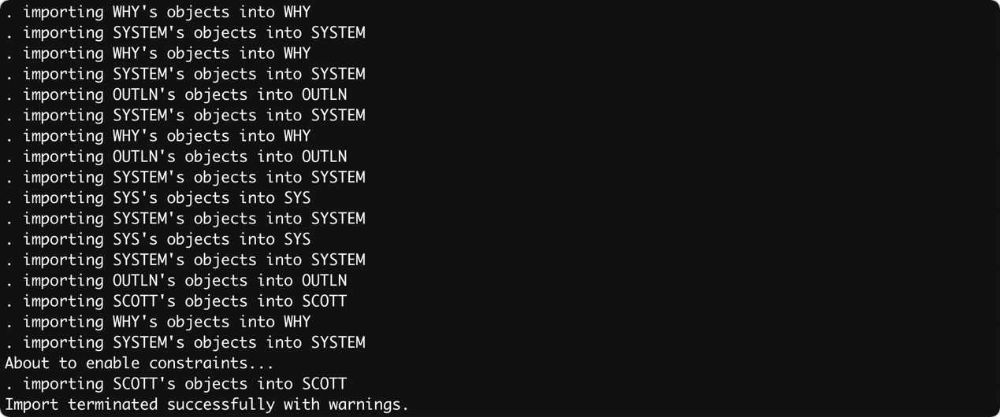 . importing WHY's objects into WHY
. importing SYSTEM's objects into SYSTEM
. importing WHY's objects into WHY
. importing SYSTEM's objects into SYSTEM
. importing OUTLN's objects into OUTLN
. importing SYSTEM's objects into SYSTEM
. importing WHY's objects into WHY
. importing OUTLN's objects into OUTLN
. importing SYSTEM's objects into SYSTEM
. importing SYS's objects into SYS
. importing SYSTEM's objects into SYSTEM
. importing SYS's objects into SYS
. importing SYSTEM's objects into SYSTEM
. importing OUTLN's objects into OUTLN
. importing SCOTT's objects into SCOTT
. importing WHY's objects into WHY
. importing SYSTEM's objects into SYSTEM
About to enable constraints...
. importing SCOTT's objects into SCOTT
Import terminated successfully with warnings.